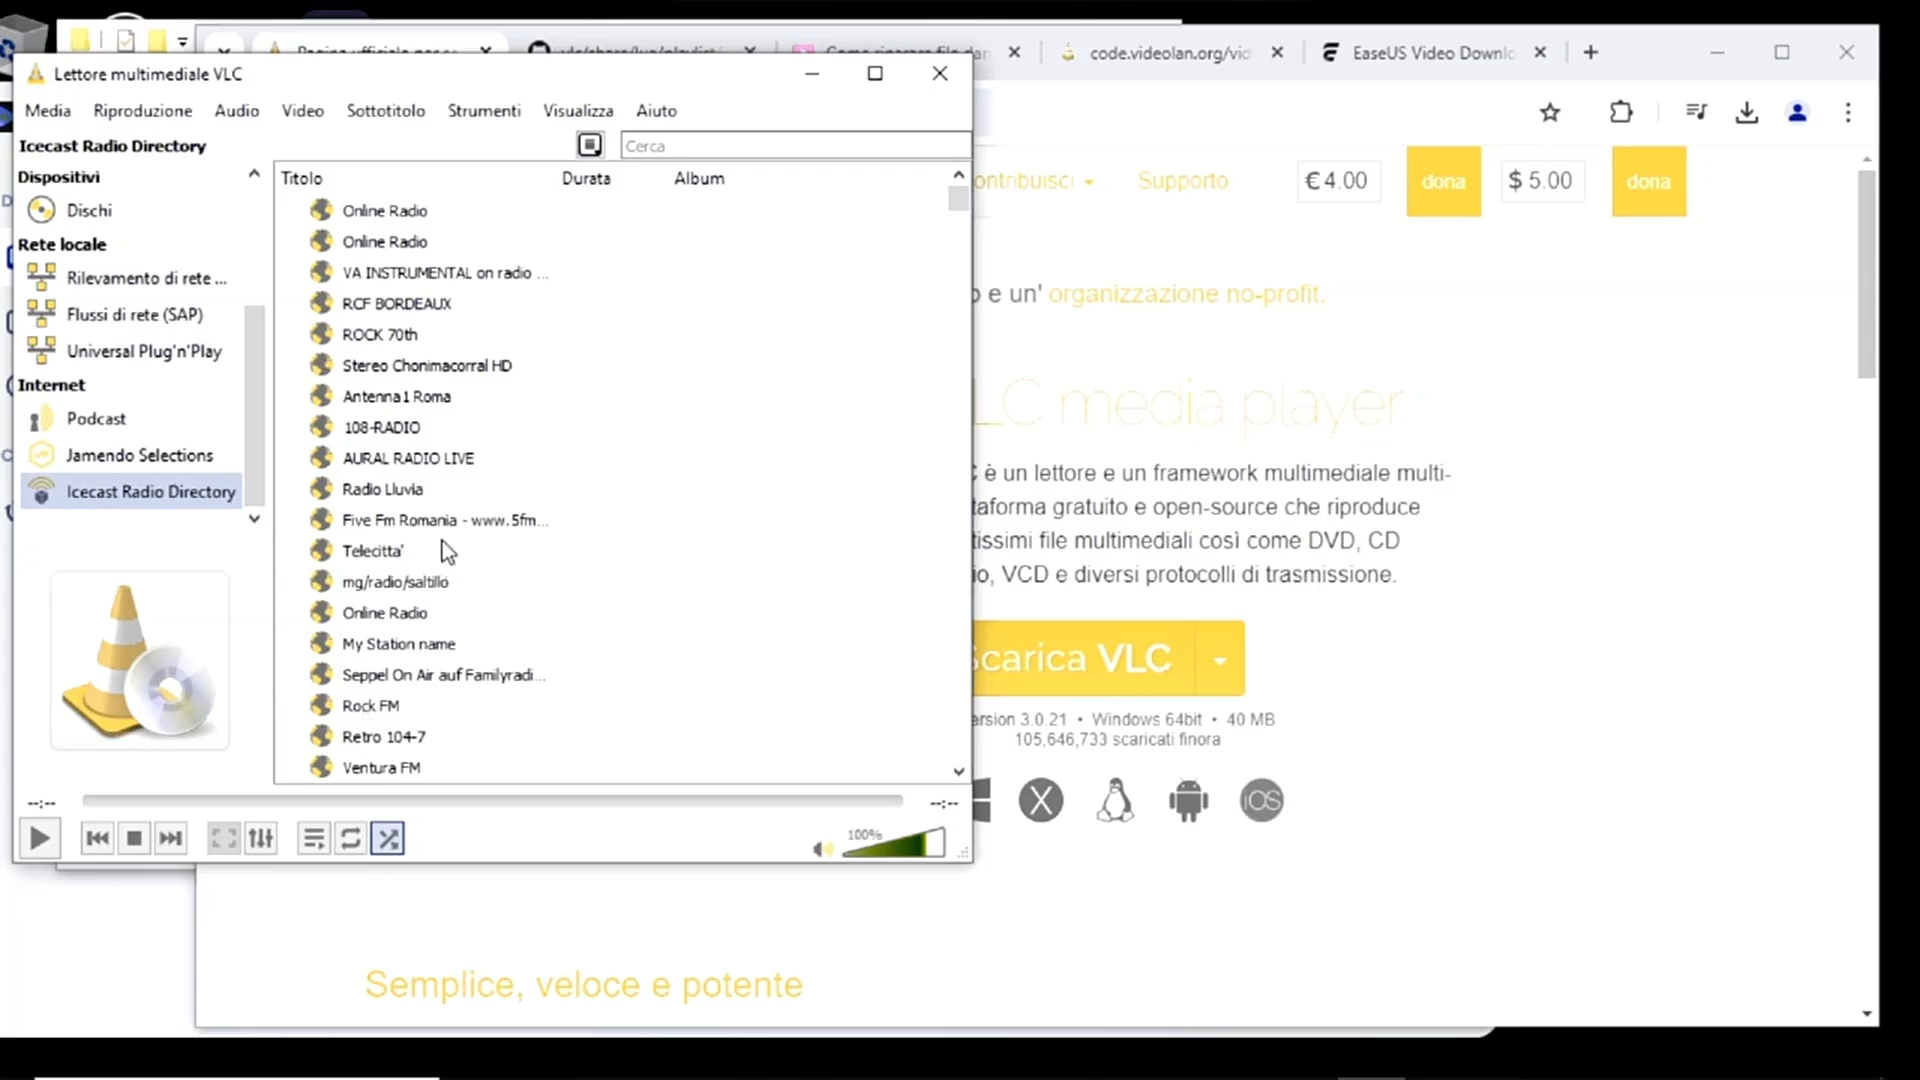 code.videolan.org/vid
EaseUS Video Downlo
Lettore multimediale VLC
Media Riproduzione Audio Video Sottotitolo Strumenti Visualizza Aiuto
Icecast Radio Directory
Cerca
Dispositivi
Dischi
Rete locale
Rilevamento di rete ...
Flussi di rete (SAP)
Universal Plug'n'Play
Internet
Podcast
Jamendo Selections
Icecast Radio Directory
Titolo Durata Album
Online Radio
Online Radio
VA INSTRUMENTAL on radio ...
RCF BORDEAUX
ROCK 70th
Stereo Chonimacorral HD
Antenna1 Roma
108-RADIO
AURAL RADIO LIVE
Radio Lluvia
Five Fm Romania - www.5fm...
Telecitta'
mg/radio/saltillo
Online Radio
My Station name
Seppel On Air auf Familyradi...
Rock FM
Retro 104-7
Ventura FM
--:-- --:--
100%
ontribuisci Supporto € 4.00 dona $ 5.00 dona
o e un' organizzazione no-profit.
LC media player
è un lettore e un framework multimediale multi-
taforma gratuito e open-source che riproduce
tissimi file multimediali così come DVD, CD
io, VCD e diversi protocolli di trasmissione.
Scarica VLC
ersion 3.0.21 • Windows 64bit • 40 MB
105,646,733 scaricati finora
iOS
Semplice, veloce e potente